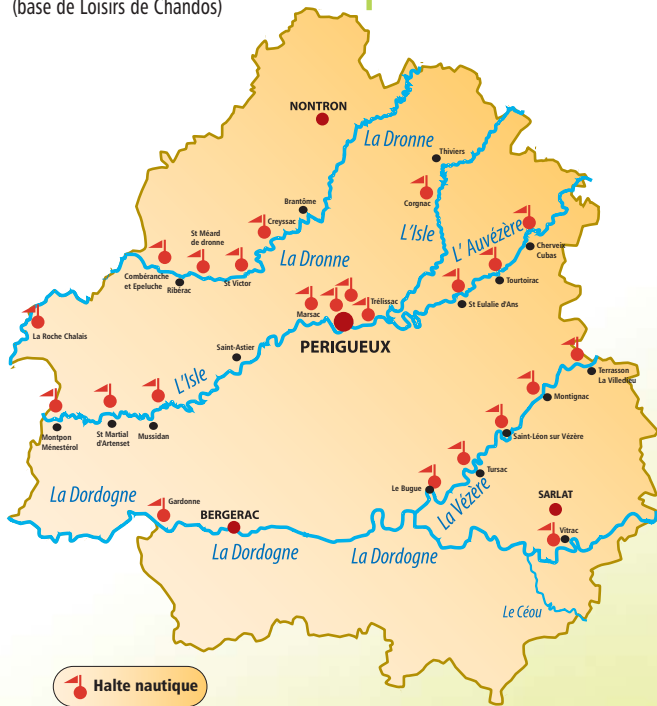 (base de Loisirs de Chandos)
NONTRON
La Dronne
Thiviers
Corgnac
Brantôme
Creyssac
St Méard
de dronne
L'Isle
L' Auvézère
Cherveix
Cubas
La Dronne
Combéranche
et Epeluche
Ribérac
St Victor
Tourtoirac
St Eulalie d'Ans
Marsac
Trélissac
La Roche Chalais
PERIGUEUX
Saint-Astier
L'Isle
Terrasson
La Villedieu
Montignac
Montpon
Ménestérol
St Martial
d'Artenset
Mussidan
Saint-Léon sur Vézère
Tursac
Le Bugue
La Vézère
La Dordogne
Gardonne
BERGERAC
SARLAT
Vitrac
La Dordogne
La Dordogne
Le Céou
Halte nautique